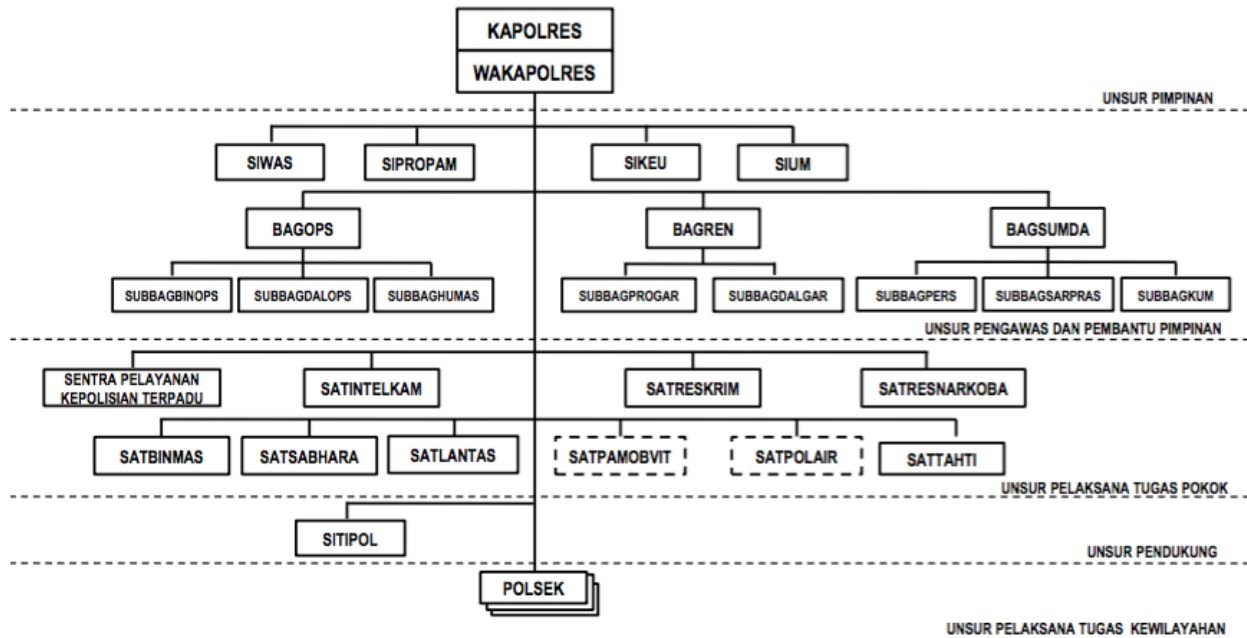 KAPOLRES
WAKAPOLRES
UNSUR PIMPINAN
SIWAS
SIPROPAM
SIKEU
SIUM
BAGOPS
BAGREN
BAGSUMDA
SUBBAGBINOPS
SUBBAGDALOPS
SUBBAGHUMAS
SUBBAGPROGAR
SUBBAGDALGAR
SUBBAGPERS
SUBBAGSARPRAS
SUBBAGKUM
UNSUR PENGAWAS DAN PEMBANTU PIMPINAN
SENTRA PELAYANAN
KEPOLISIAN TERPADU
SATINTELKAM
SATRESKRIM
SATRESNARKOBA
SATBINMAS
SATSABHARA
SATLANTAS
SATPAMOBVIT
SATPOLAIR
SATTAHTI
UNSUR PELAKSANA TUGAS POKOK
SITIPOL
UNSUR PENDUKUNG
POLSEK
UNSUR PELAKSANA TUGAS KEWILAYAHAN